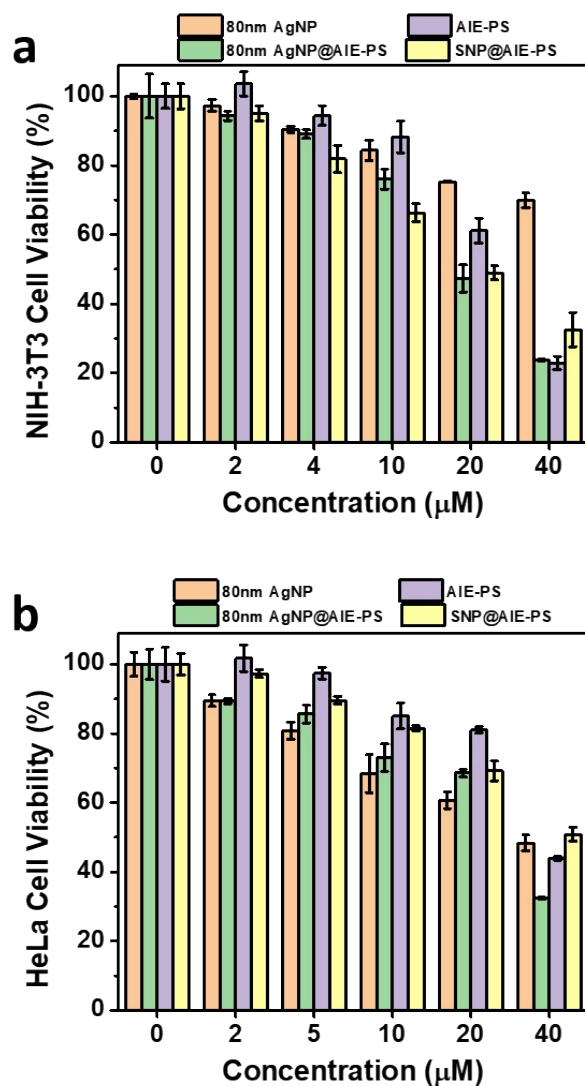 a
80nm AgNP AIE-PS
80nm AgNP@AIE-PS SNP@AIE-PS
NIH-3T3 Cell Viability (%)
100
80
60
40
20
0
0 2 4 10 20 40
Concentration (μM)
b
80nm AgNP AIE-PS
80nm AgNP@AIE-PS SNP@AIE-PS
HeLa Cell Viability (%)
100
80
60
40
20
0
0 2 5 10 20 40
Concentration (μM)